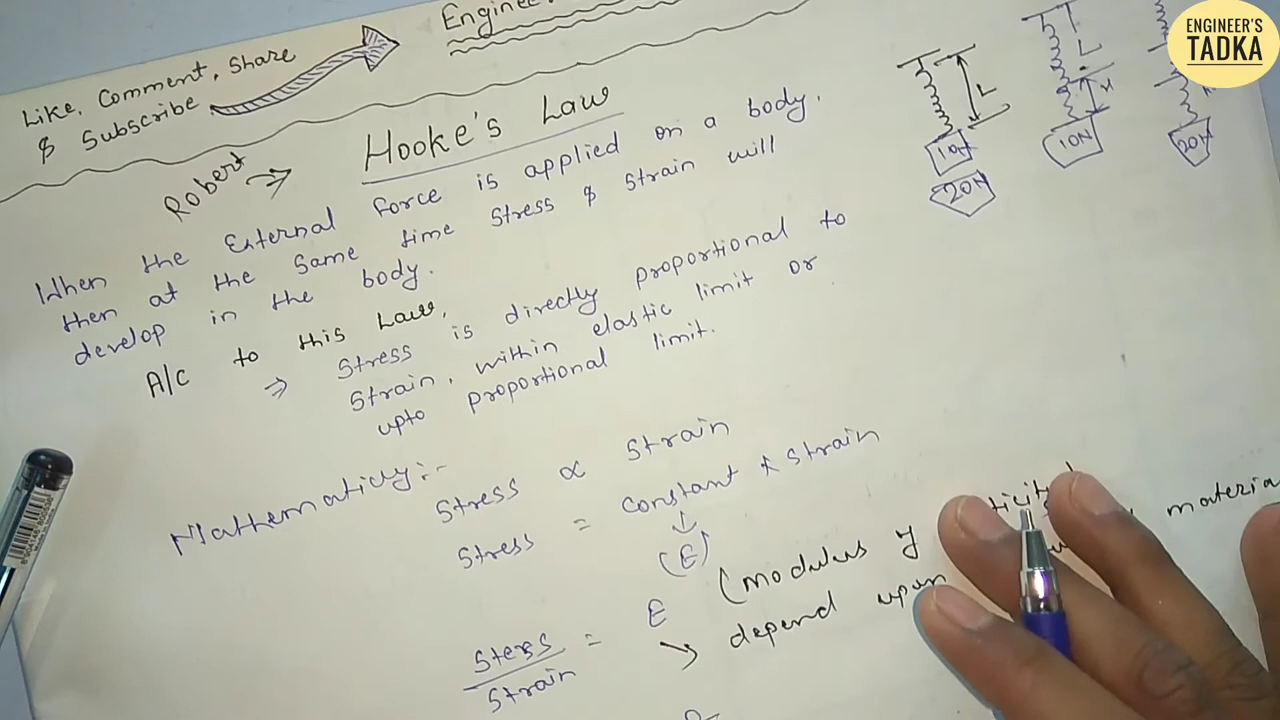 Like, Comment, Share
& Subscribe
ENGINEER'S
TADKA
Robert
Hooke's Law
When the External force is applied on a body.
then at the same time stress & strain will
develop in the body.
A/c to this Law,
⇒ Stress is directly proportional to
strain, within elastic limit or
upto proportional limit.
Stress ∝ Strain
Stress = Constant * Strain
(E)
Stress/Strain = E
(modulus of
depend upon material
L
10N
20N
L
x
10N
20N